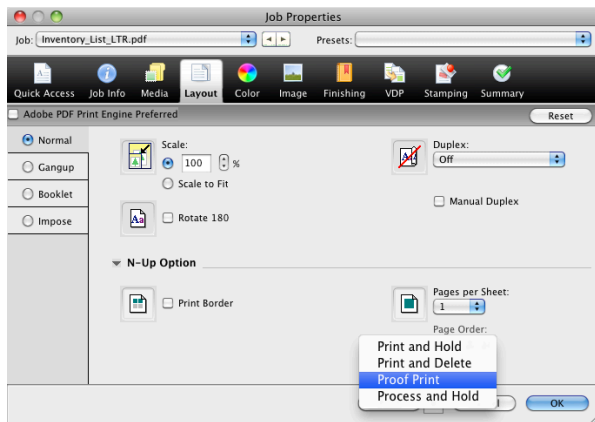 Job Properties
Job: Inventory_List_LTR.pdf Presets:
Quick Access Job Info Media Layout Color Image Finishing VDP Stamping Summary
Adobe PDF Print Engine Preferred Reset
Normal
Gangup
Booklet
Impose
Scale:
100 %
Scale to Fit
Rotate 180
Duplex:
Off
Manual Duplex
N-Up Option
Print Border
Pages per Sheet:
1
Page Order:
Print and Hold
Print and Delete
Proof Print
Process and Hold
OK